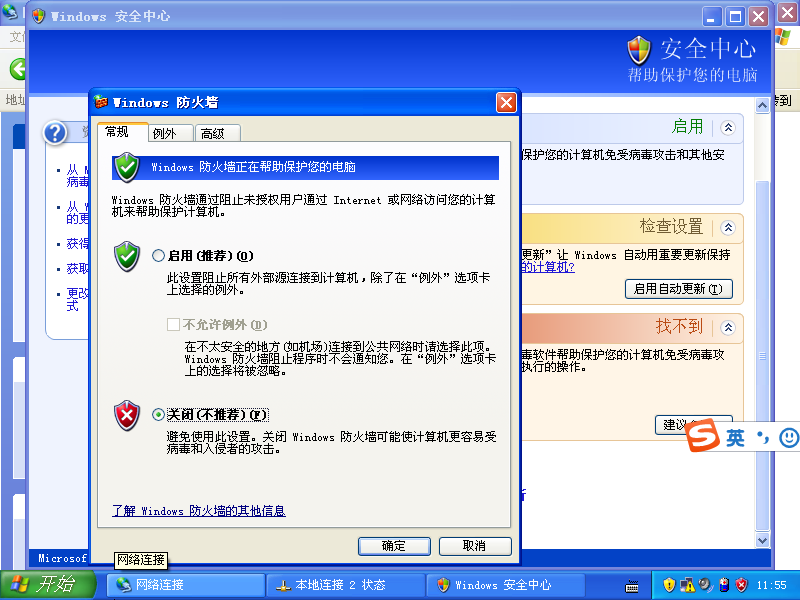 Windows 安全中心
文
安全中心
帮助保护您的电脑
地址
转到
Windows 防火墙
常规
例外
高级
Windows 防火墙正在帮助保护您的电脑
Windows 防火墙通过阻止未授权用户通过 Internet 或网络访问您的计算
机来帮助保护计算机。
启用(推荐)(O)
此设置阻止所有外部源连接到计算机，除了在“例外”选项卡
上选择的例外。
不允许例外(D)
在不太安全的地方(如机场)连接到公共网络时请选择此项。
Windows 防火墙阻止程序时不会通知您。在“例外”选项卡
上的选择将被忽略。
关闭(不推荐)(F)
避免使用此设置。关闭 Windows 防火墙可能使计算机更容易受
病毒和入侵者的攻击。
了解 Windows 防火墙的其他信息
确定
取消
资
从 M
病毒
从 W
的更
获得
获取
更改
式
启用
保护您的计算机免受病毒攻击和其他安
检查设置
更新”让 Windows 自动用重要更新保持
的计算机?
启用自动更新(T)
找不到
毒软件帮助保护您的计算机免受病毒攻
执行的操作。
建议
英
Microsof
网络连接
开始
网络连接
本地连接 2 状态
Windows 安全中心
11:55